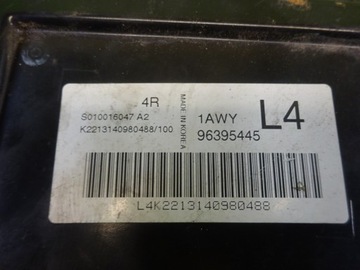 4R
S010016047 A2
K2213140980488/100
MADE IN KOREA
1AWY
96395445
L4
L4K2213140980488